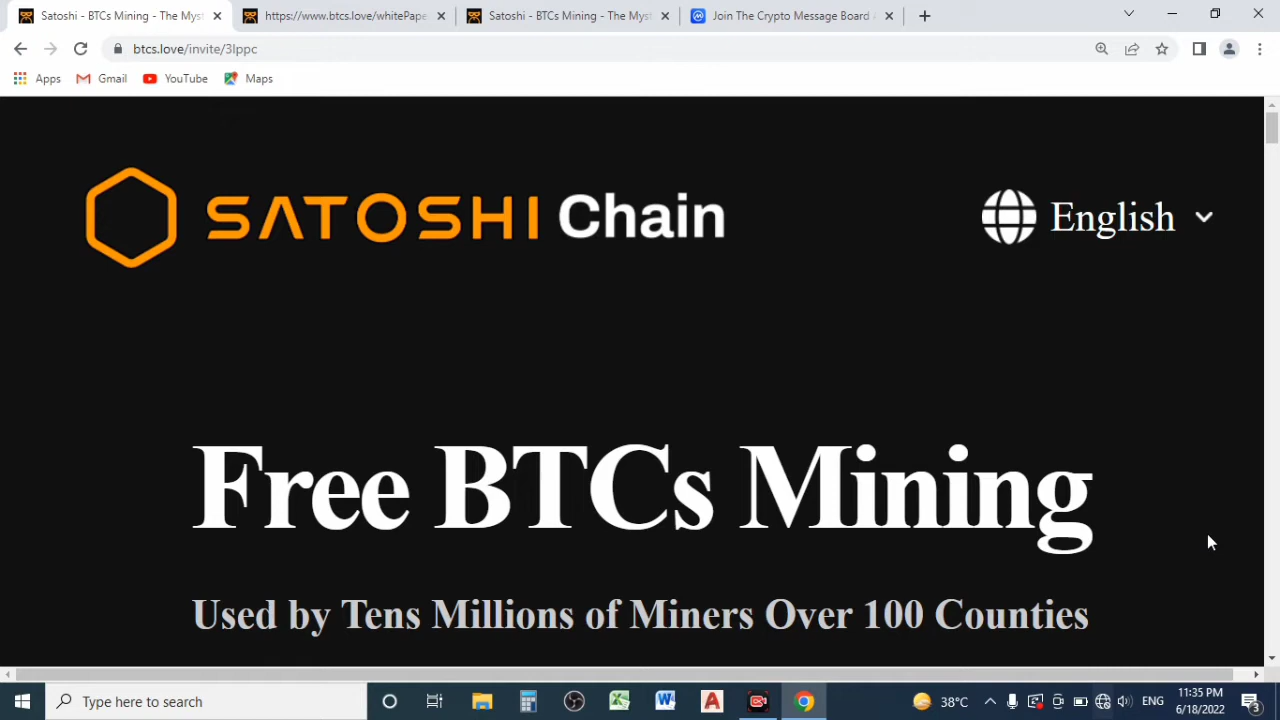 Satoshi - BTCs Mining - The Myst
https://www.btcs.love/whitePap
Satoshi - BTCs Mining - The Myst
Join The Crypto Message Board
btcs.love/invite/3lppc
Apps
Gmail
YouTube
Maps
SATOSHI Chain
English
Free BTCs Mining
Used by Tens Millions of Miners Over 100 Counties
Type here to search
38°C
ENG
11:35 PM
6/18/2022
3